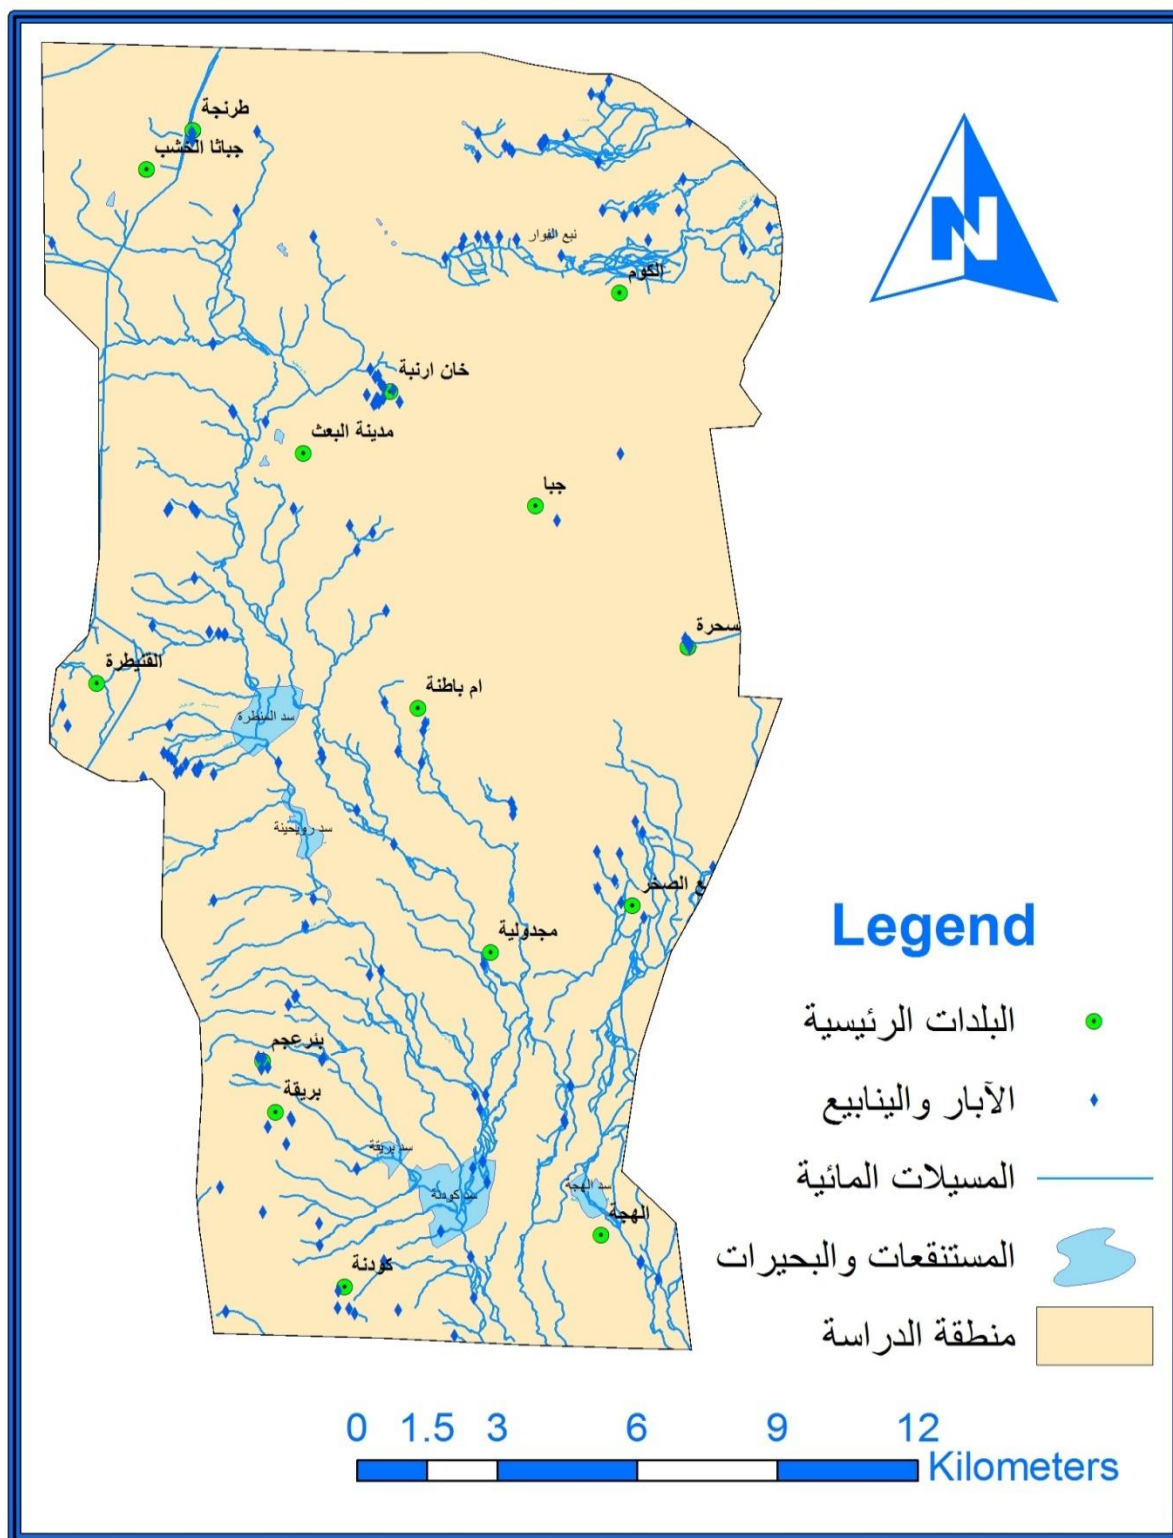 طرنجة
جباثا الخشب
N
نبع الفوار
الكوم
خان ارنبة
مدينة البعث
جبا
سحرة
القنيطرة
ام باطنة
سد المنطرة
سد رويحينة
ع الصخر
مجدولية
Legend
البلدات الرئيسية
الآبار والينابيع
المسيلات المائية
المستنقعات والبحيرات
منطقة الدراسة
بئرعجم
بريقة
سد بريقة
سد كودنة
سد الهجة
الهجة
كودنة
0 1.5 3 6 9 12
Kilometers